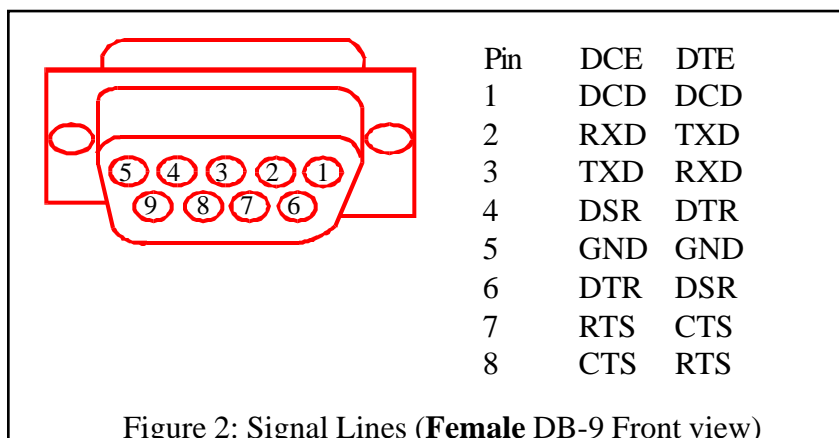 Pin DCE DTE
1 DCD DCD
2 RXD TXD
3 TXD RXD
4 DSR DTR
5 GND GND
6 DTR DSR
7 RTS CTS
8 CTS RTS
5 4 3 2 1
9 8 7 6
Figure 2: Signal Lines (Female DB-9 Front view)